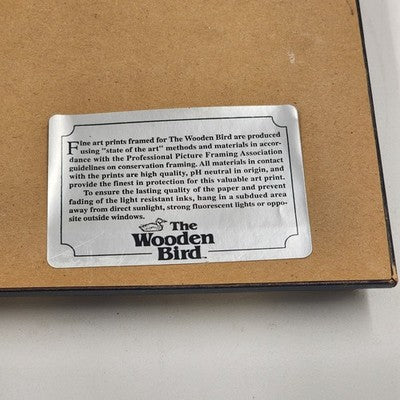 Fine art prints framed for The Wooden Bird are produced
using "state of the art" methods and materials in accor-
dance with the Professional Picture Framing Association
guidelines on conservation framing. All materials in contact
with the prints are high quality, pH neutral in origin, and
provide the finest in protection for this valuable art print.
To ensure the lasting quality of the paper and prevent
fading of the light resistant inks, hang in a subdued area
away from direct sunlight, strong fluorescent lights or oppo-
site outside windows.
The
Wooden
Bird™